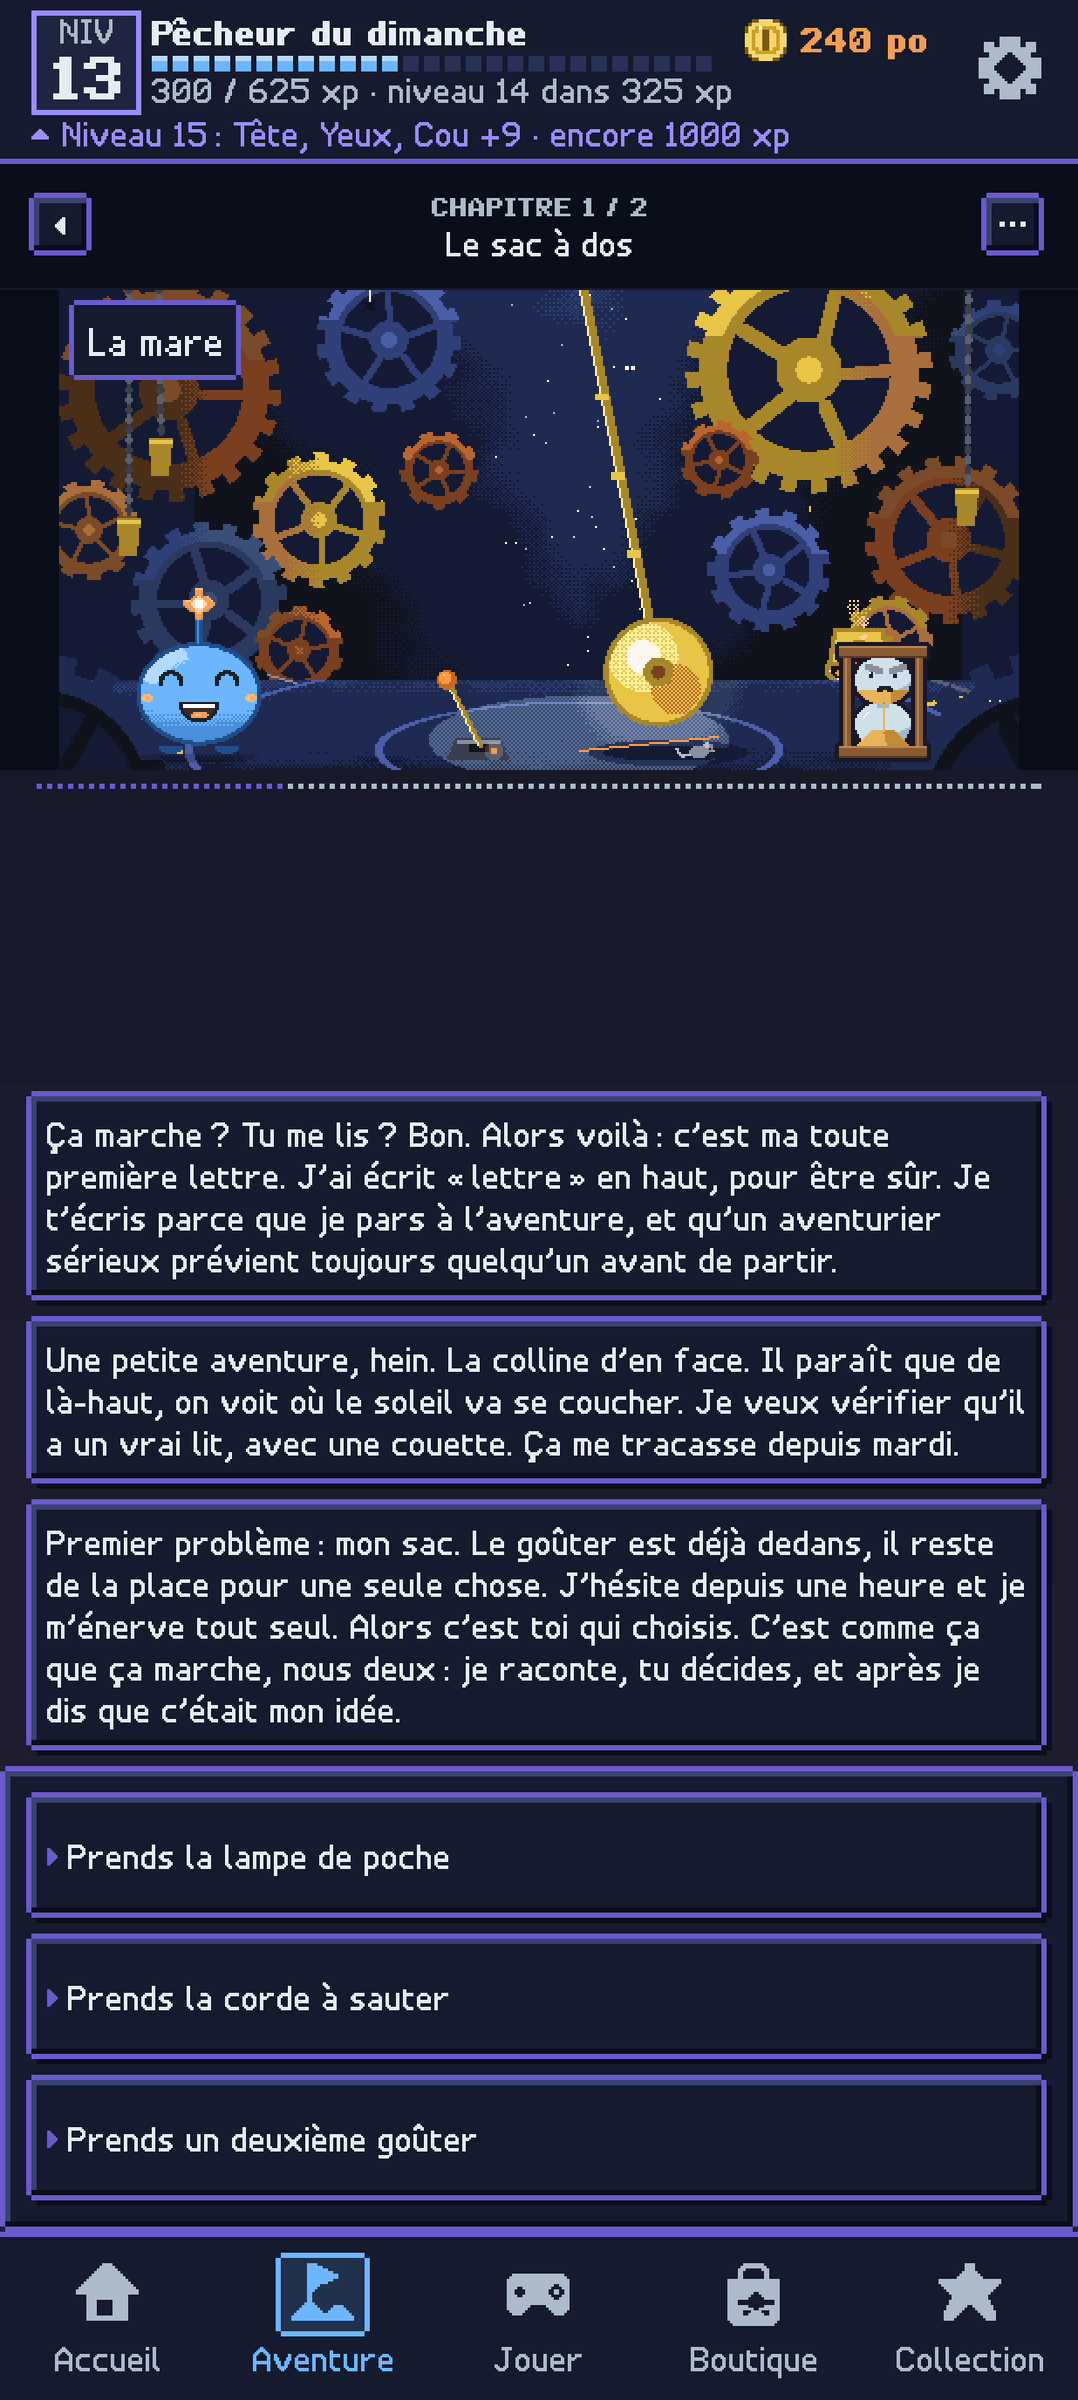 NIV
13
Pêcheur du dimanche
240 po
300 / 625 xp · niveau 14 dans 325 xp
Niveau 15 : Tête, Yeux, Cou +9 · encore 1000 xp
CHAPITRE 1 / 2
Le sac à dos
La mare
Ça marche ? Tu me lis ? Bon. Alors voilà : c’est ma toute
première lettre. J’ai écrit « lettre » en haut, pour être sûr. Je
t’écris parce que je pars à l’aventure, et qu’un aventurier
sérieux prévient toujours quelqu’un avant de partir.
Une petite aventure, hein. La colline d’en face. Il paraît que de
là-haut, on voit où le soleil va se coucher. Je veux vérifier qu’il
a un vrai lit, avec une couette. Ça me tracasse depuis mardi.
Premier problème : mon sac. Le goûter est déjà dedans, il reste
de la place pour une seule chose. J’hésite depuis une heure et je
m’énerve tout seul. Alors c’est toi qui choisis. C’est comme ça
que ça marche, nous deux : je raconte, tu décides, et après je
dis que c’était mon idée.
Prends la lampe de poche
Prends la corde à sauter
Prends un deuxième goûter
Accueil
Aventure
Jouer
Boutique
Collection